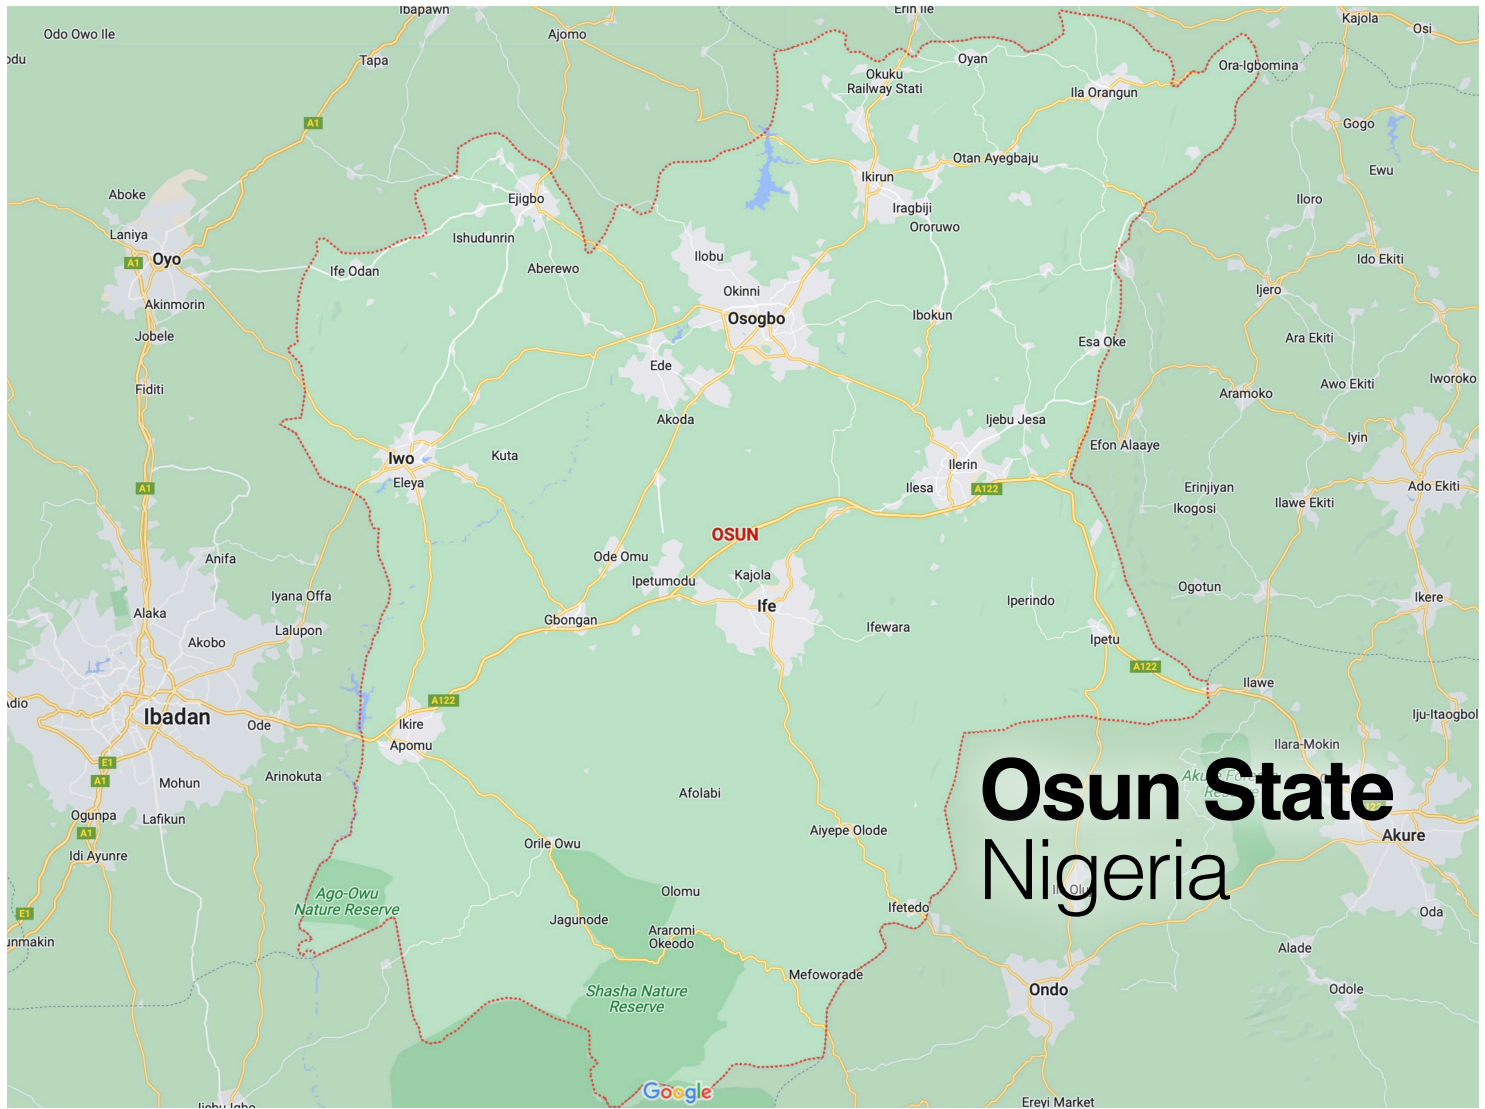 Ibapawn
Erin Ile
Kajola
Osi
Odo Owo Ile
Ajomo
Tapa
Oyan
Ora-Igbomina
Okuku
Railway Stati
Ila Orangun
A1
Gogo
Otan Ayegbaju
Ewu
Ikirun
Aboke
Ejigbo
Iloro
Iragbiji
Ororuwo
Laniya
Ishudunrin
Oyo
A1
Ilobu
Ido Ekiti
Ife Odan
Aberewo
Okinni
Ijero
Akinmorin
Osogbo
Ibokun
Jobele
Esa Oke
Ara Ekiti
Ede
Iworoko
Awo Ekiti
Fiditi
Aramoko
Akoda
Ijebu Jesa
Iyin
Efon Alaaye
Iwo
Kuta
Ilerin
Eleya
A1
Ilesa
A122
Erinjiyan
Ado Ekiti
Ilawe Ekiti
Ikogosi
OSUN
Anifa
Ode Omu
Ipetumodu
Kajola
Ogotun
Iyana Offa
Ife
Iperindo
Ikere
Alaka
Gbongan
Ifewara
Lalupon
Akobo
Ipetu
A122
Ilawe
A122
Adio
Ibadan
Ode
Ikire
Iju-Itaogbol
Apomu
Ilara-Mokin
E1
A1
Arinokuta
Mohun
Afolabi
Osun State
Nigeria
Ogunpa
Lafikun
A1
Aiyepe Olode
Akure
Orile Owu
Idi Ayunre
Ago-Owu
Nature Reserve
Olomu
Ifetedo
E1
Jagunode
Oda
Araromi
Okeodo
unmakin
Alade
Mefoworade
Ondo
Odole
Shasha Nature
Reserve
Google
Ereyi Market